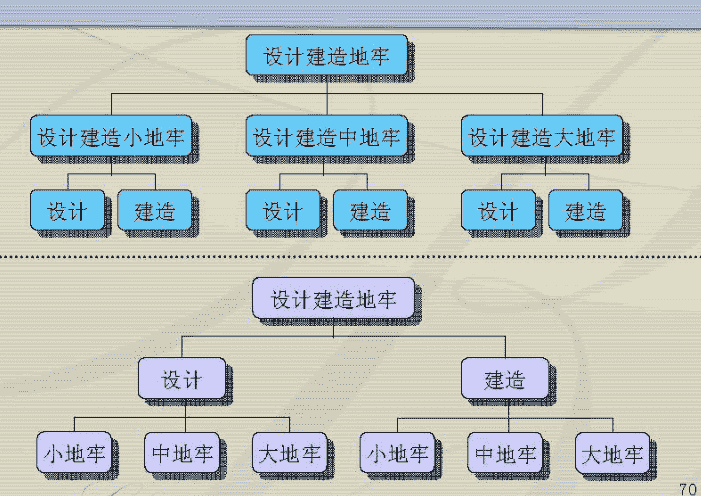 设计建造地牢
设计建造小地牢
设计建造中地牢
设计建造大地牢
设计
建造
设计
建造
设计
建造
设计建造地牢
设计
建造
小地牢
中地牢
大地牢
小地牢
中地牢
大地牢
70